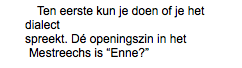 Ten eerste kun je doen of je het
dialect
spreekt. Dé openingszin in het
Mestreechs is “Enne?”